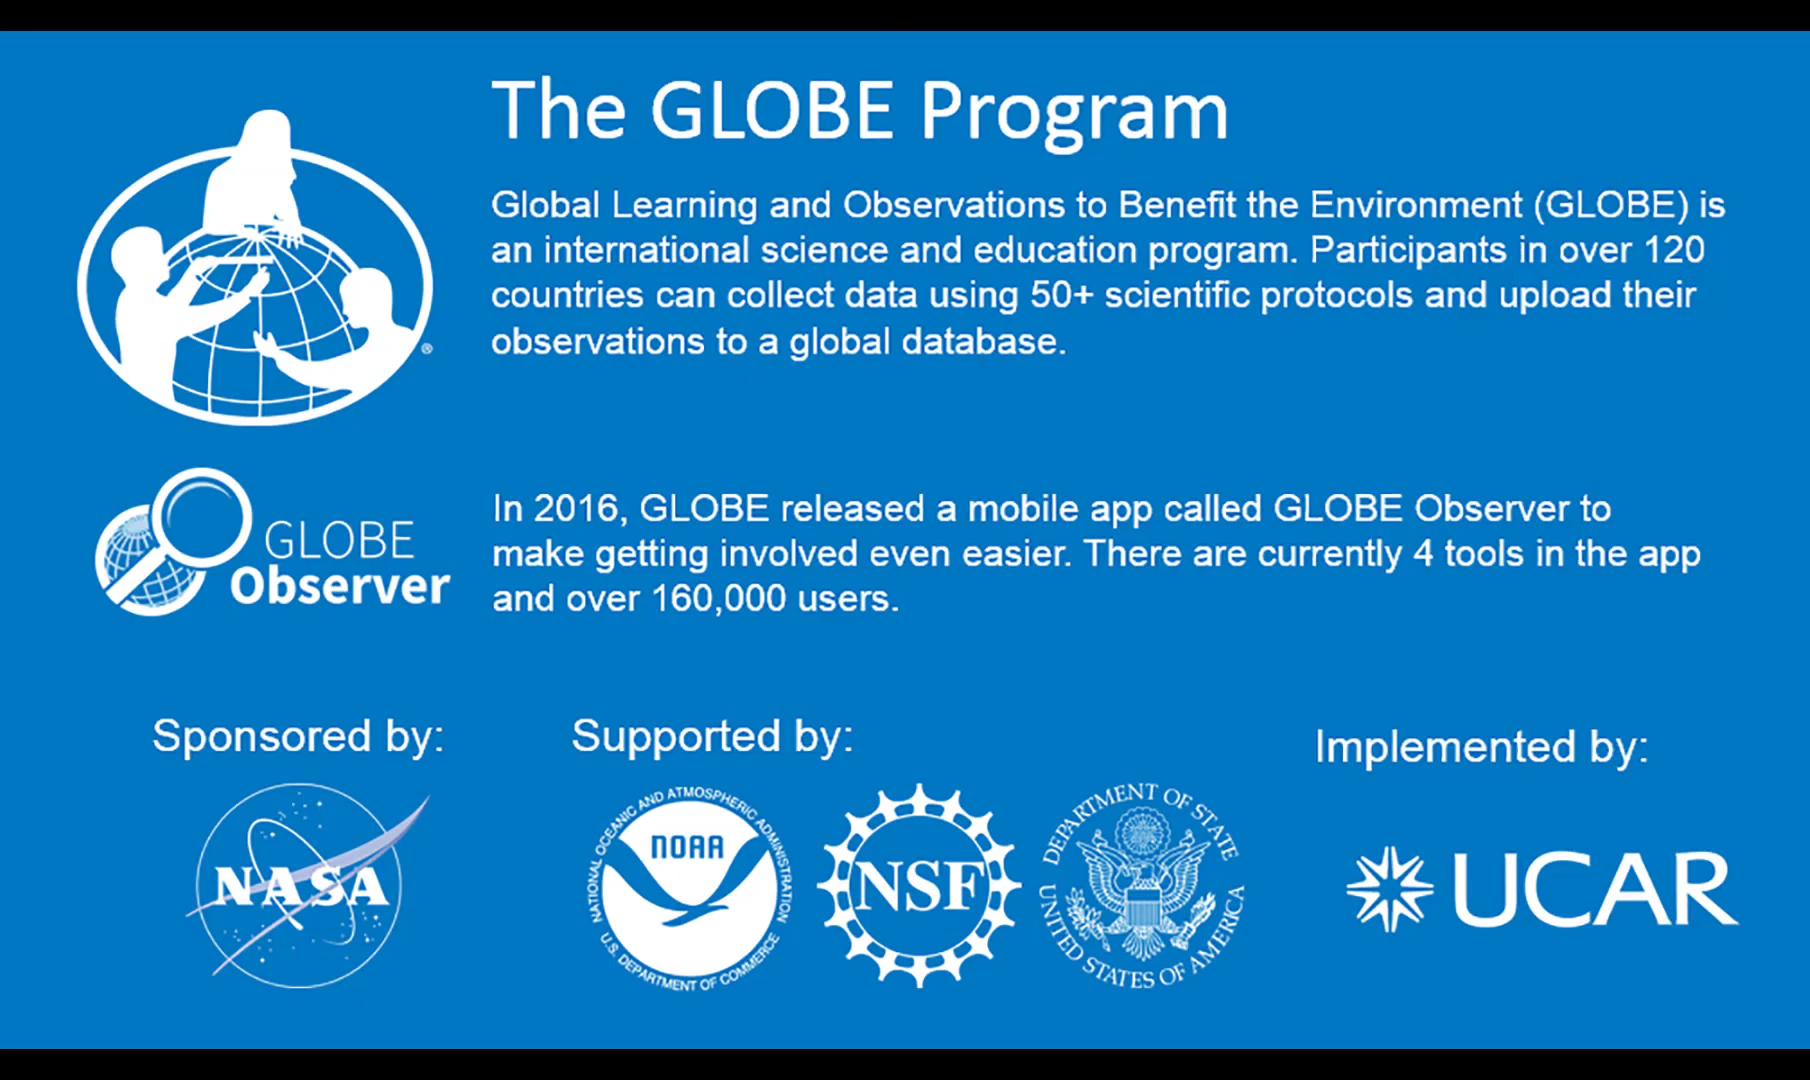 The GLOBE Program
Global Learning and Observations to Benefit the Environment (GLOBE) is
an international science and education program. Participants in over 120
countries can collect data using 50+ scientific protocols and upload their
observations to a global database.
®
GLOBE
Observer
In 2016, GLOBE released a mobile app called GLOBE Observer to
make getting involved even easier. There are currently 4 tools in the app
and over 160,000 users.
Sponsored by:
Supported by:
Implemented by:
NASA
NATIONAL OCEANIC AND ATMOSPHERIC ADMINISTRATION
NOAA
U.S. DEPARTMENT OF COMMERCE
NSF
DEPARTMENT OF STATE
UNITED STATES OF AMERICA
UCAR